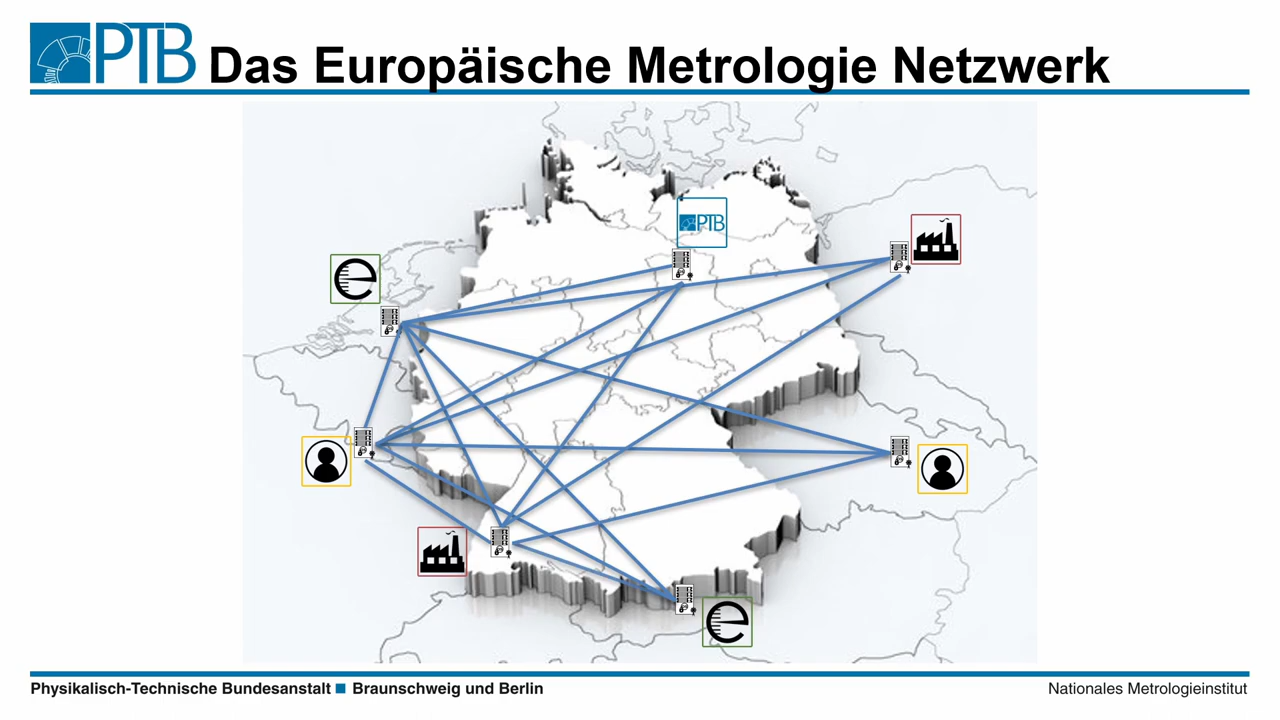 PTB Das Europäische Metrologie Netzwerk
PTB
e
e
Physikalisch-Technische Bundesanstalt ■ Braunschweig und Berlin
Nationales Metrologieinstitut